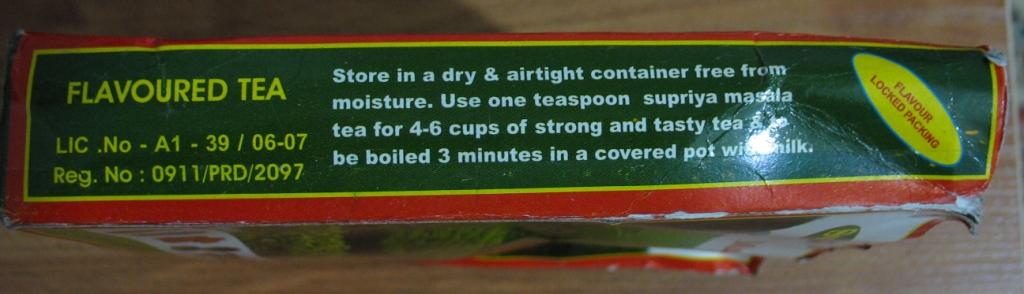 FLAVOURED TEA
LIC .No - A1 - 39 / 06-07
Reg. No : 0911/PRD/2097
Store in a dry & airtight container free from
moisture. Use one teaspoon supriya masala
tea for 4-6 cups of strong and tasty tea &
be boiled 3 minutes in a covered pot with milk.
FLAVOUR
LOCKED PACKING